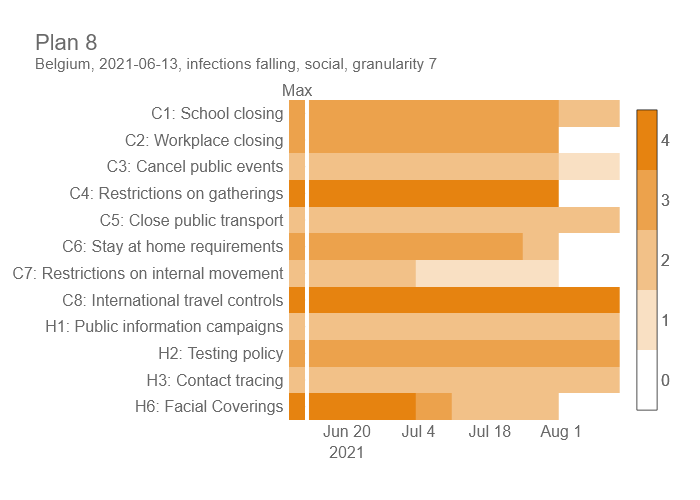 Plan 8
Belgium, 2021-06-13, infections falling, social, granularity 7
Max
C1: School closing
C2: Workplace closing
C3: Cancel public events
C4: Restrictions on gatherings
C5: Close public transport
C6: Stay at home requirements
C7: Restrictions on internal movement
C8: International travel controls
H1: Public information campaigns
H2: Testing policy
H3: Contact tracing
H6: Facial Coverings
Jun 20 Jul 4 Jul 18 Aug 1
2021
4
3
2
1
0